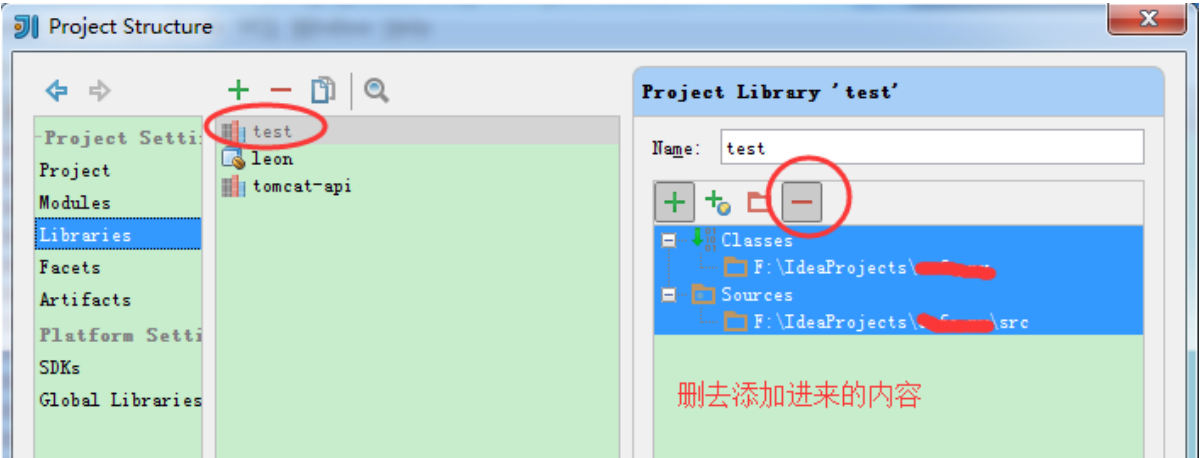 Project Structure
Project Setti
Project
Modules
Libraries
Facets
Artifacts
Platform Setti
SDKs
Global Libraries
test
leon
tomcat-api
Project Library 'test'
Name: test
Classes
F:\IdeaProjects\
Sources
F:\IdeaProjects\ \src
删去添加进来的内容